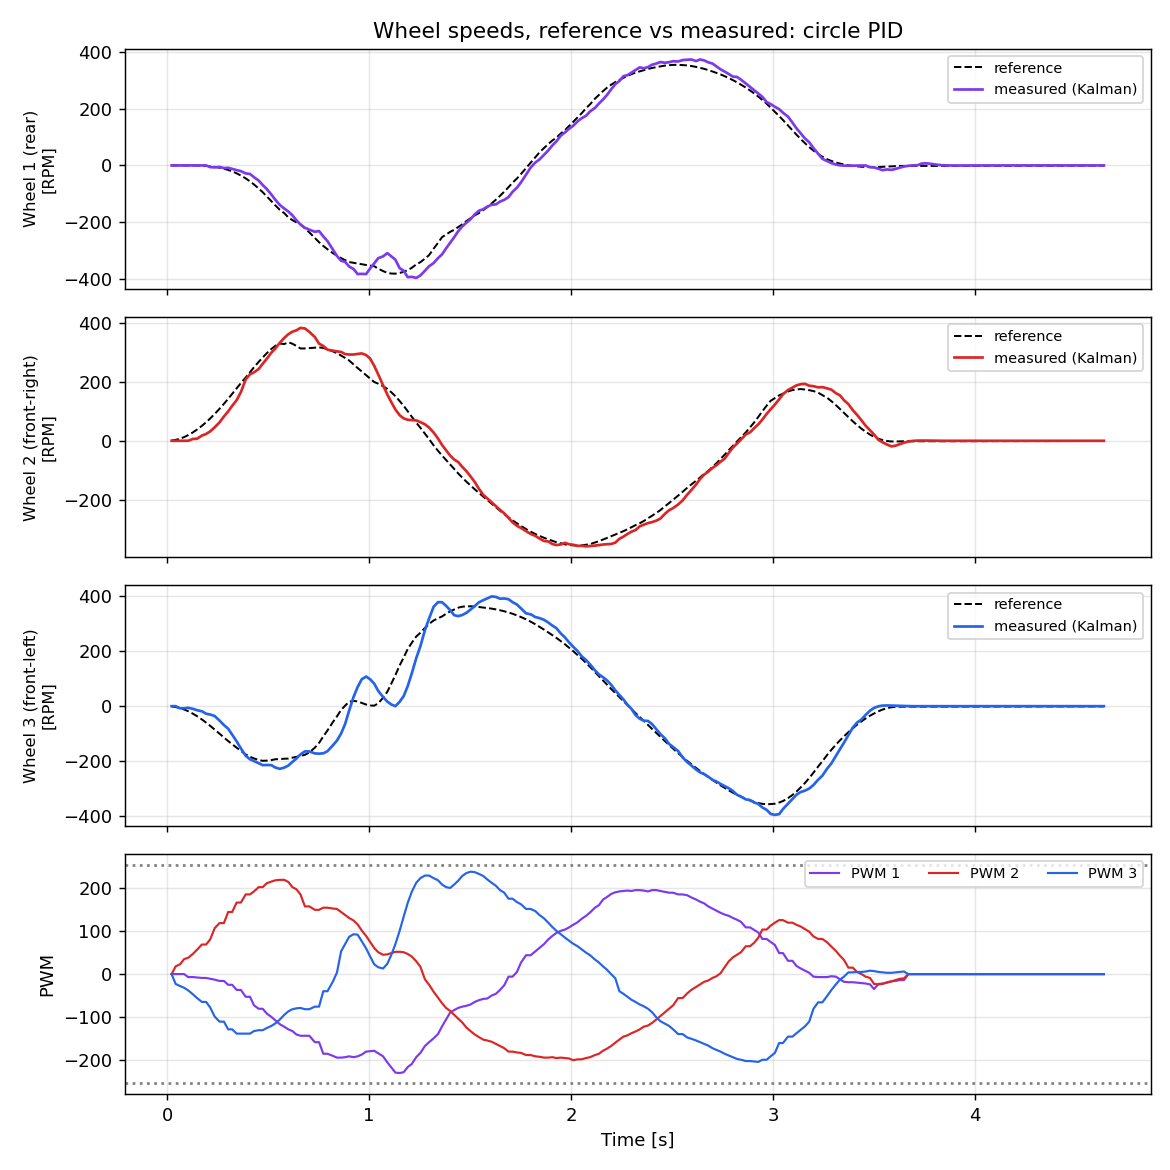 Wheel speeds, reference vs measured: circle PID
400
200
0
−200
−400
Wheel 1 (rear)
[RPM]
reference
measured (Kalman)
400
200
0
−200
Wheel 2 (front-right)
[RPM]
reference
measured (Kalman)
400
200
0
−200
−400
Wheel 3 (front-left)
[RPM]
reference
measured (Kalman)
200
100
0
−100
−200
PWM
PWM 1 PWM 2 PWM 3
0 1 2 3 4
Time [s]